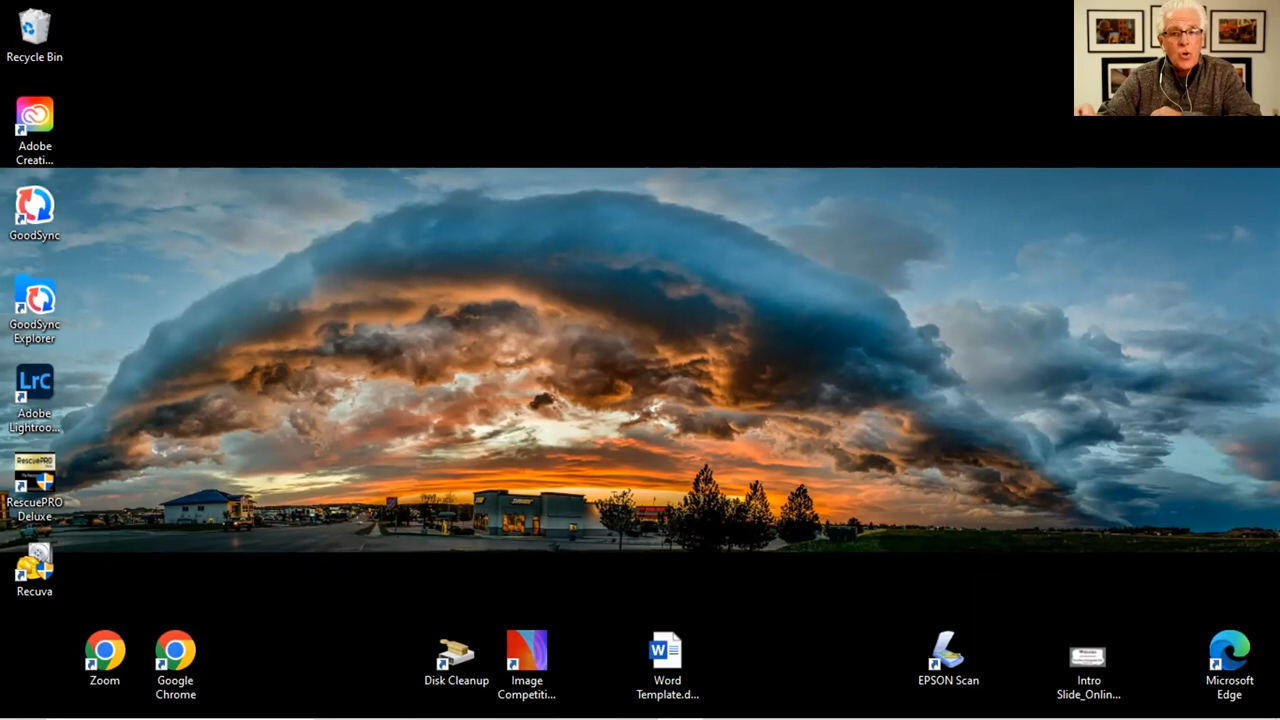 Recycle Bin
Adobe
Creati...
GoodSync
GoodSync
Explorer
LrC
Adobe
Lightroo...
RescuePRO
RescuePRO
Deluxe
Recuva
Zoom
Google
Chrome
Disk Cleanup
Image
Competiti...
W
Word
Template.d...
EPSON Scan
Intro
Slide_Onlin...
Microsoft
Edge